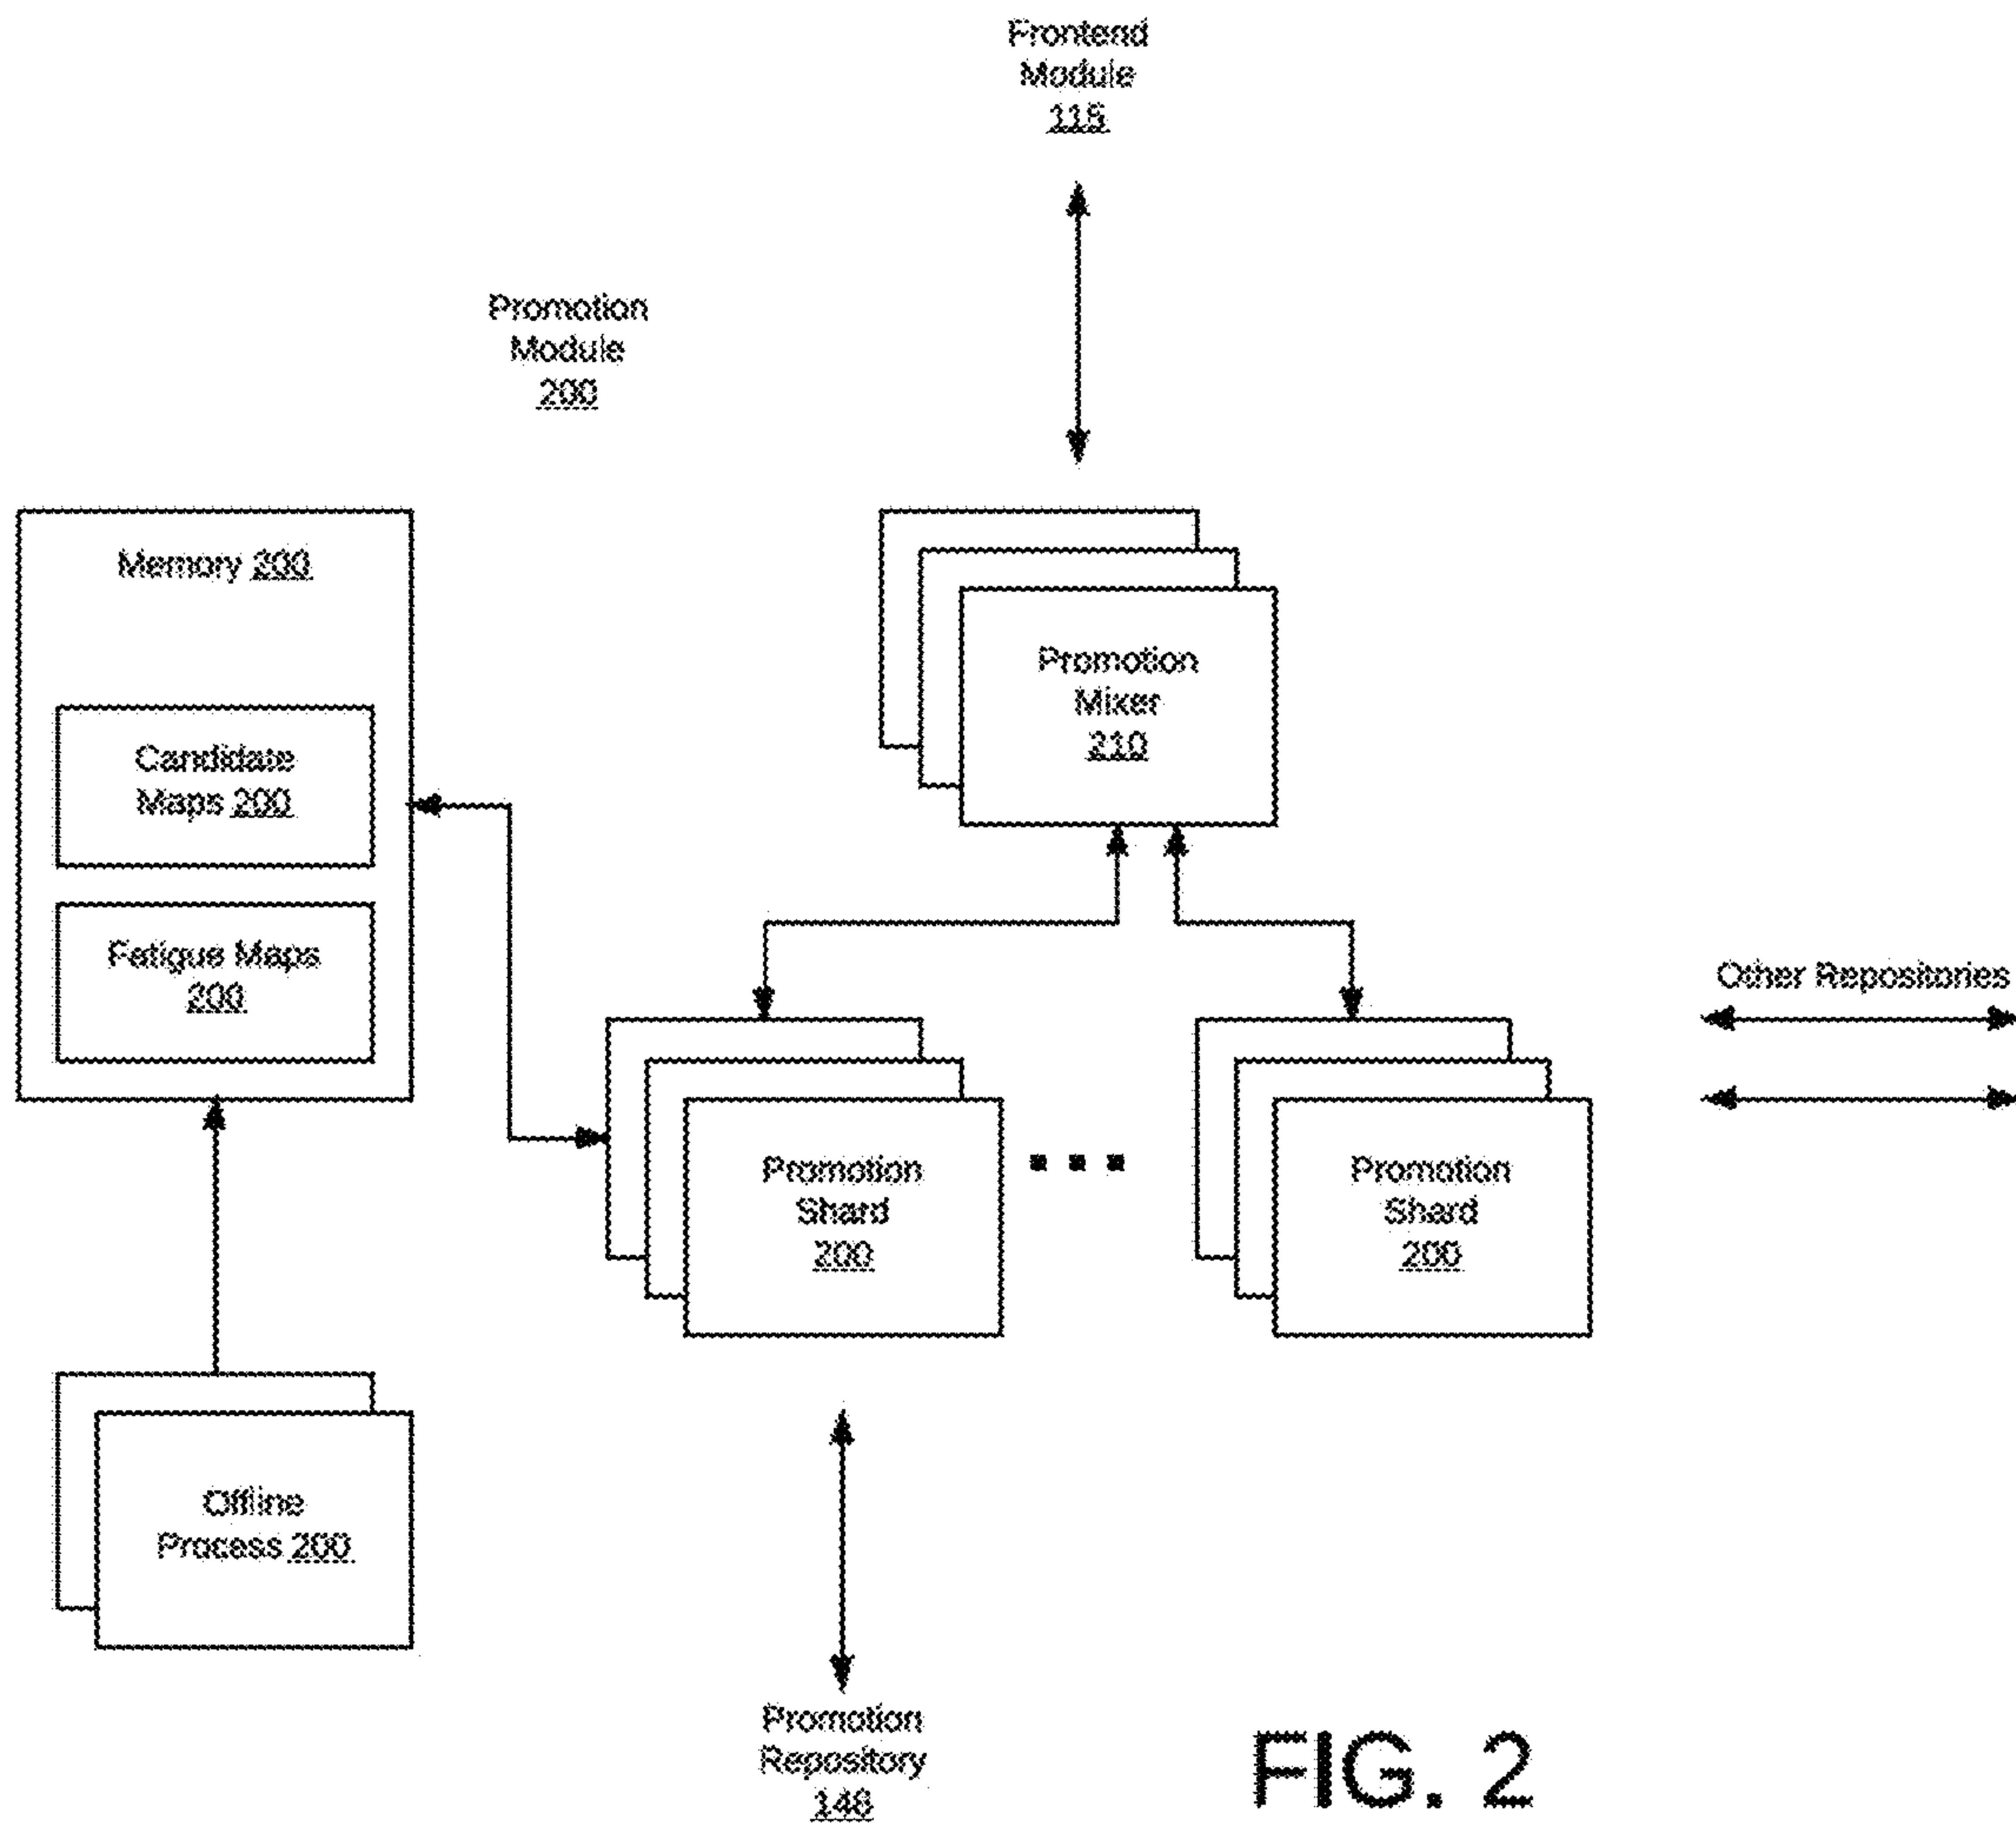 Frontend
Module
115
Promotion
Module
200
Memory 200
Promotion
Mixer
210
Candidate
Maps 200
Fatigue Maps
200
Other Repositories
Promotion
Shard
200
Promotion
Shard
200
Offline
Process 200
Promotion
Repository
146
FIG. 2